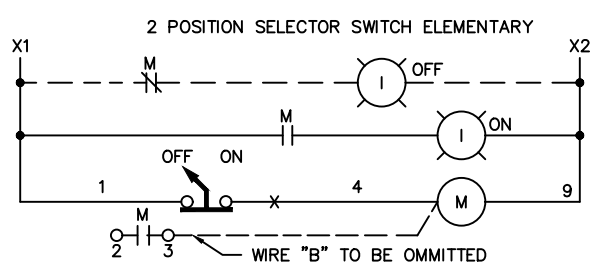 2 POSITION SELECTOR SWITCH ELEMENTARY
X1
X2
M
I
OFF
M
I
ON
OFF ON
1
X
4
M
9
M
2
3
WIRE "B" TO BE OMMITTED